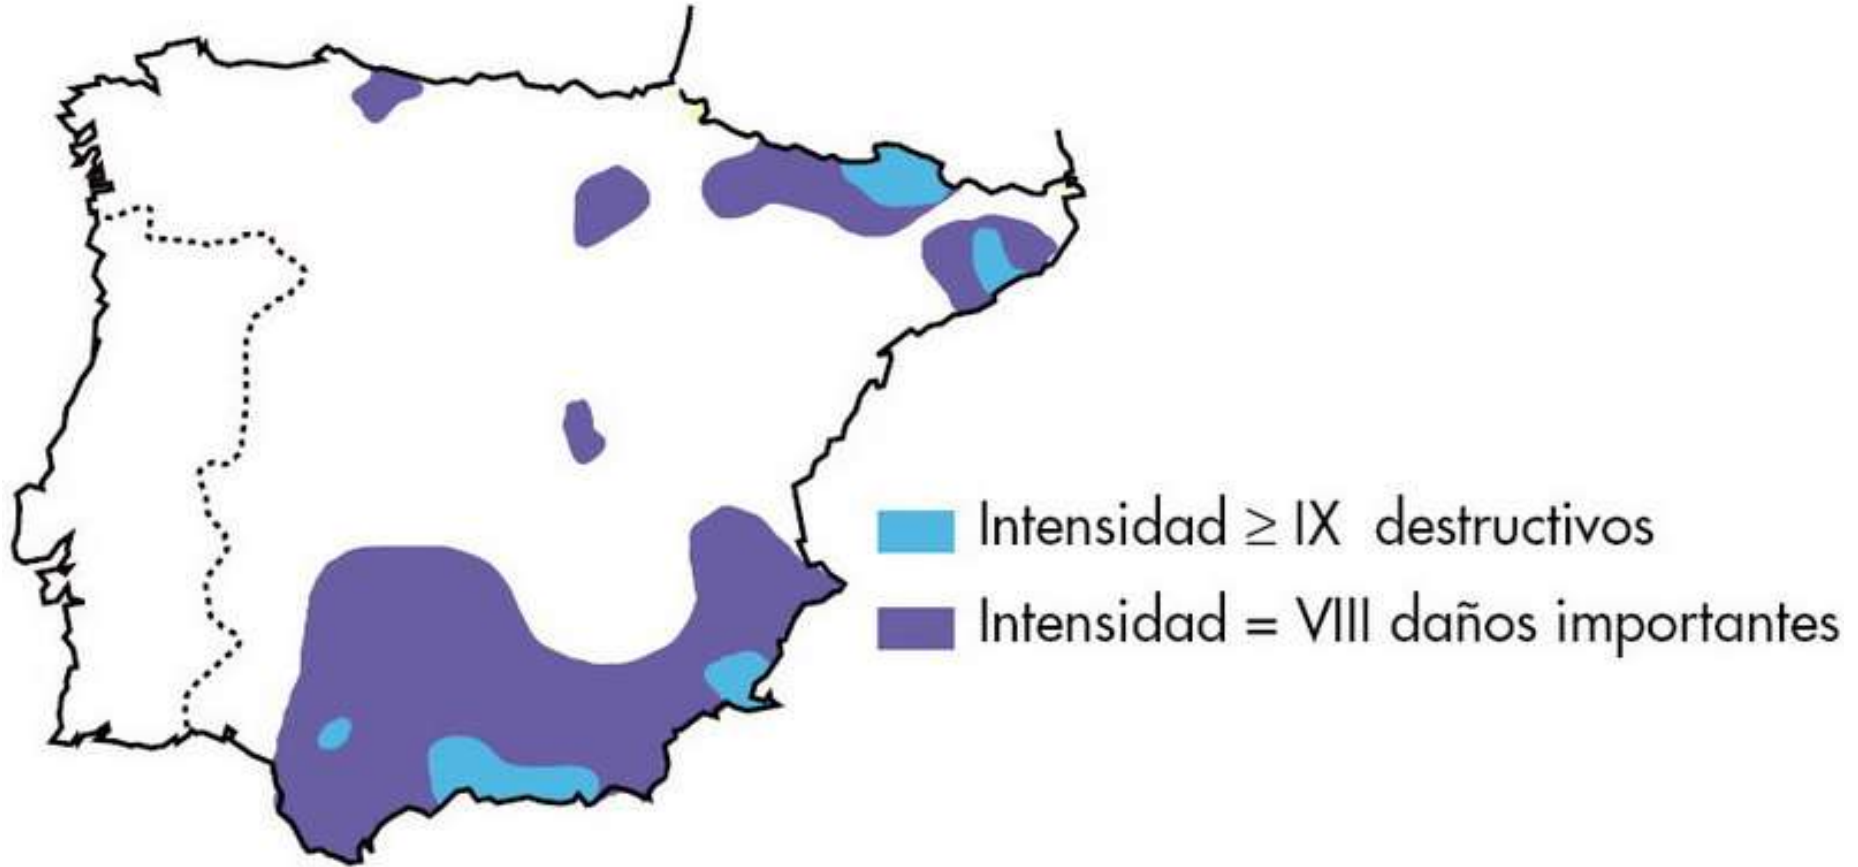 Intensidad ≥ IX destructivos
Intensidad = VIII daños importantes